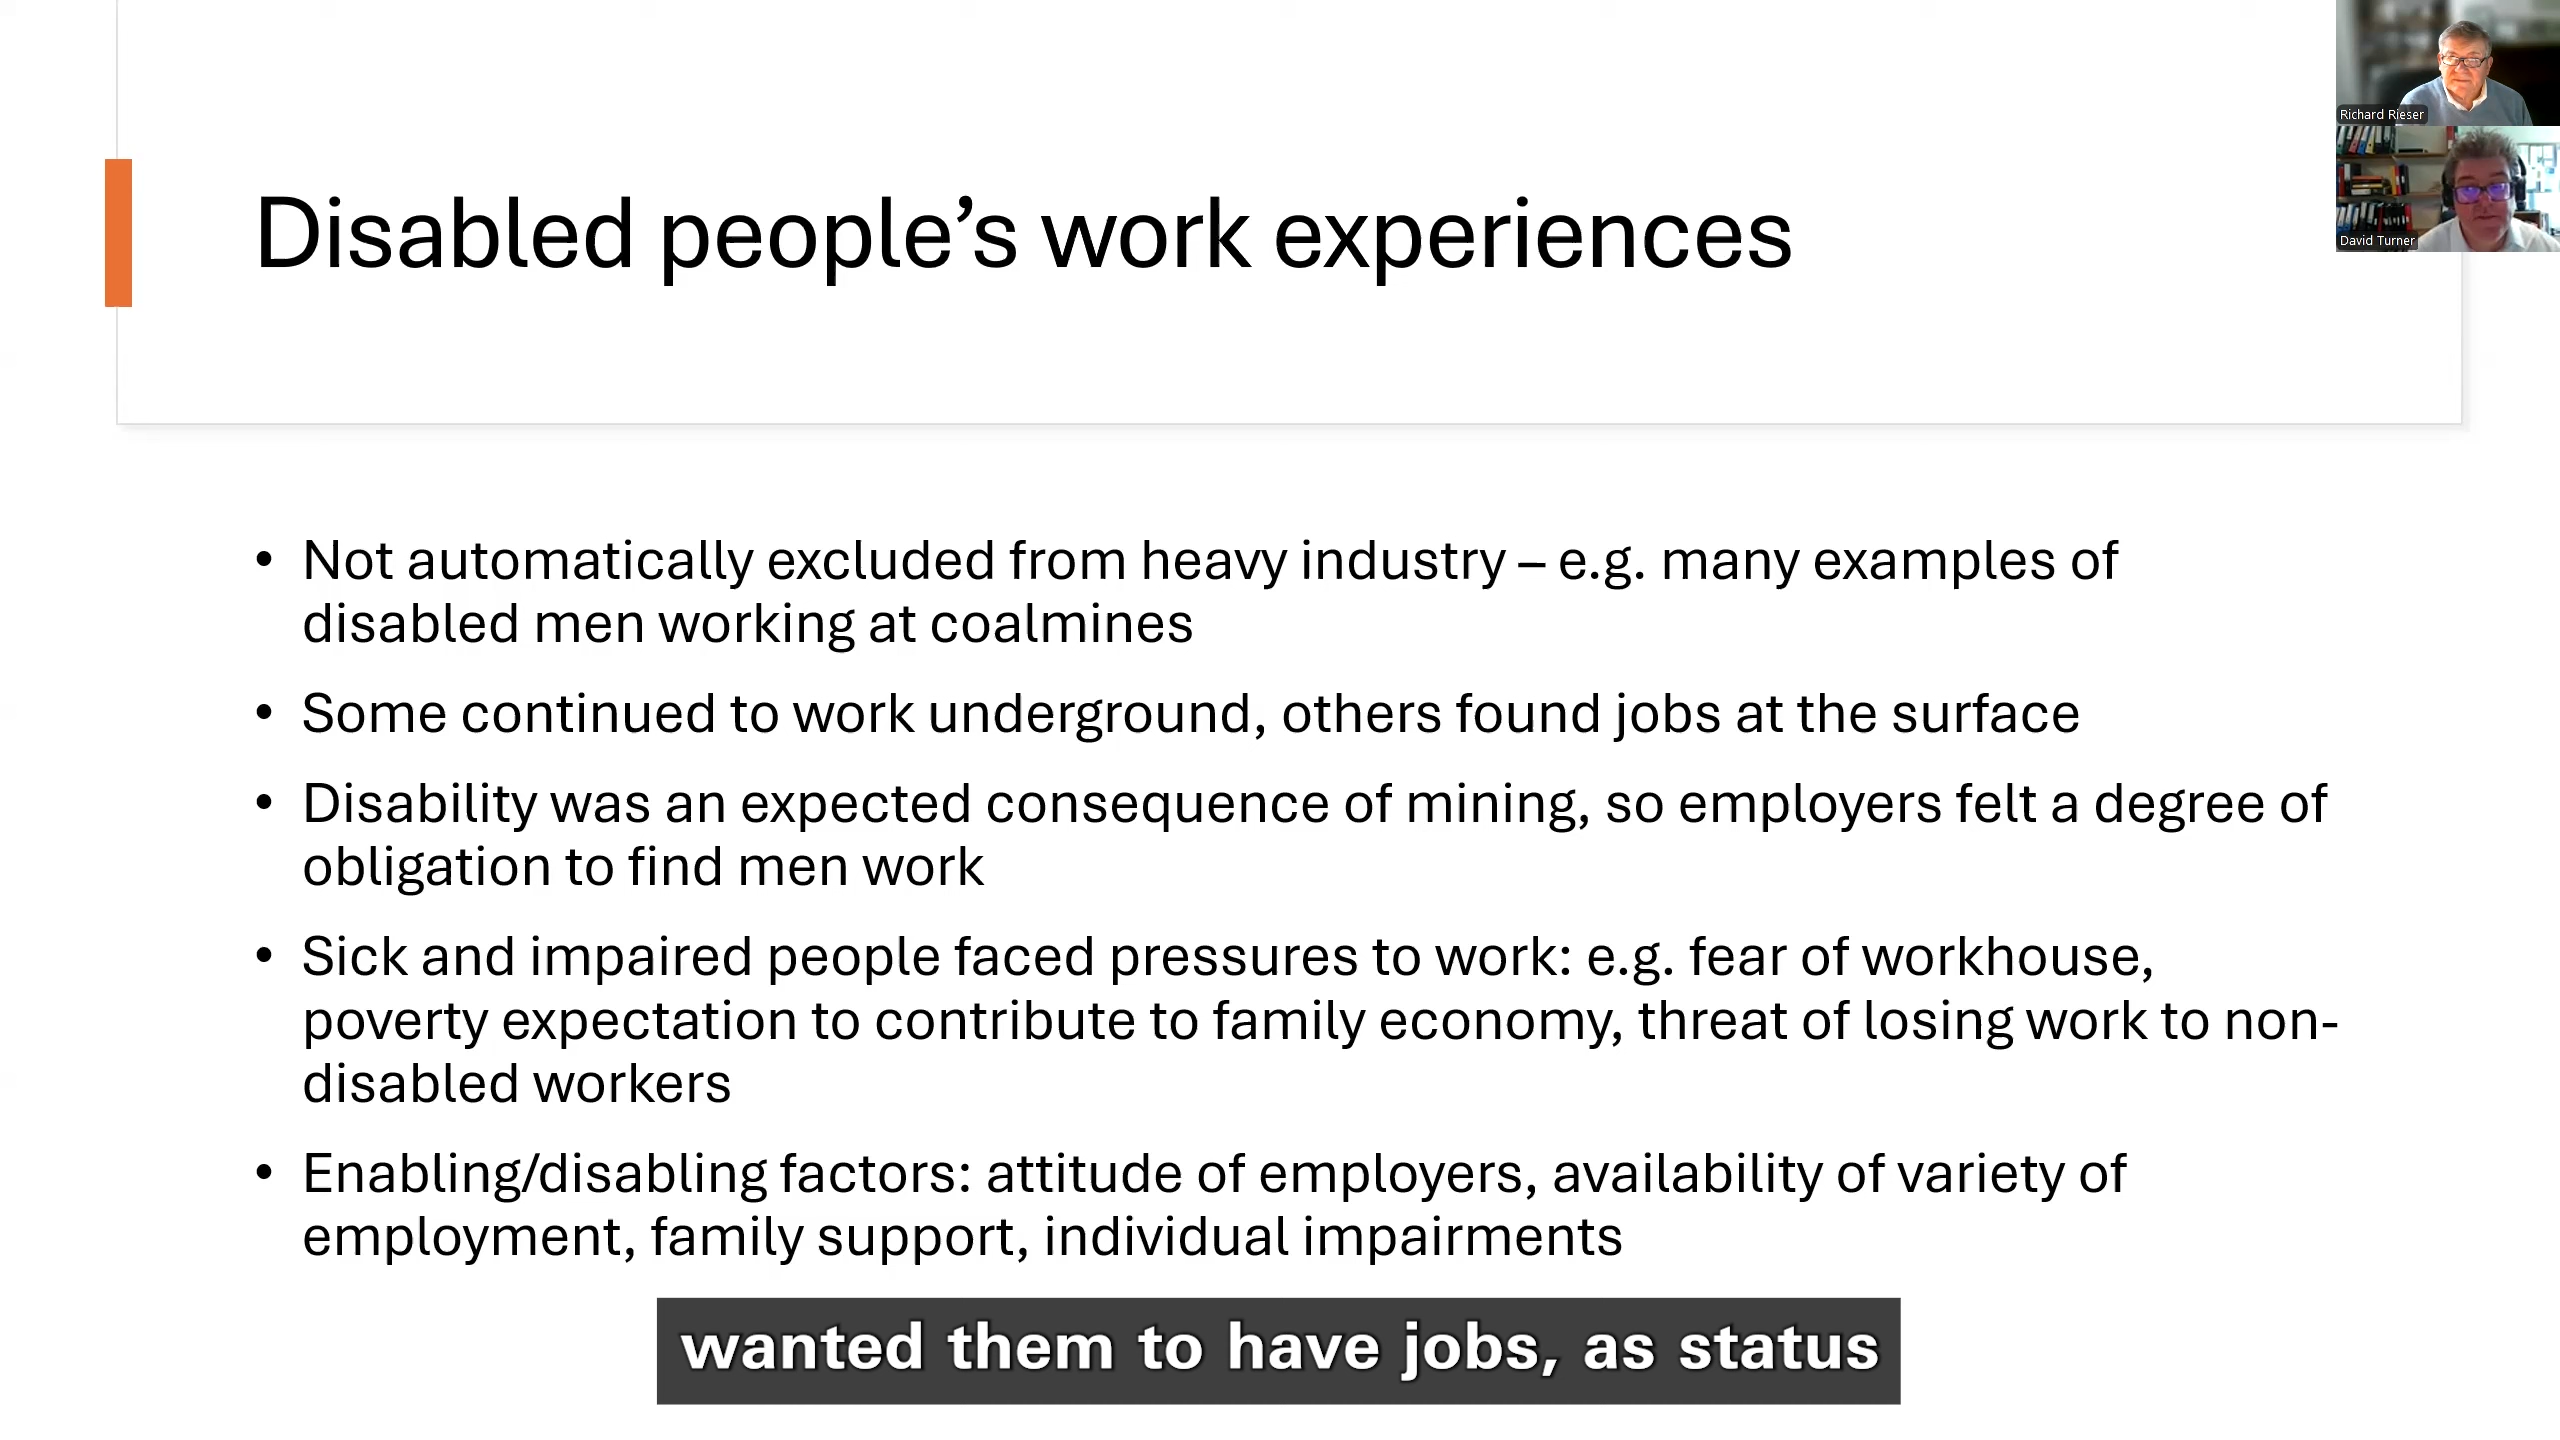 Richard Rieser
David Turner
Disabled people’s work experiences
• Not automatically excluded from heavy industry – e.g. many examples of
disabled men working at coalmines
• Some continued to work underground, others found jobs at the surface
• Disability was an expected consequence of mining, so employers felt a degree of
obligation to find men work
• Sick and impaired people faced pressures to work: e.g. fear of workhouse,
poverty expectation to contribute to family economy, threat of losing work to non-
disabled workers
• Enabling/disabling factors: attitude of employers, availability of variety of
employment, family support, individual impairments
wanted them to have jobs, as status